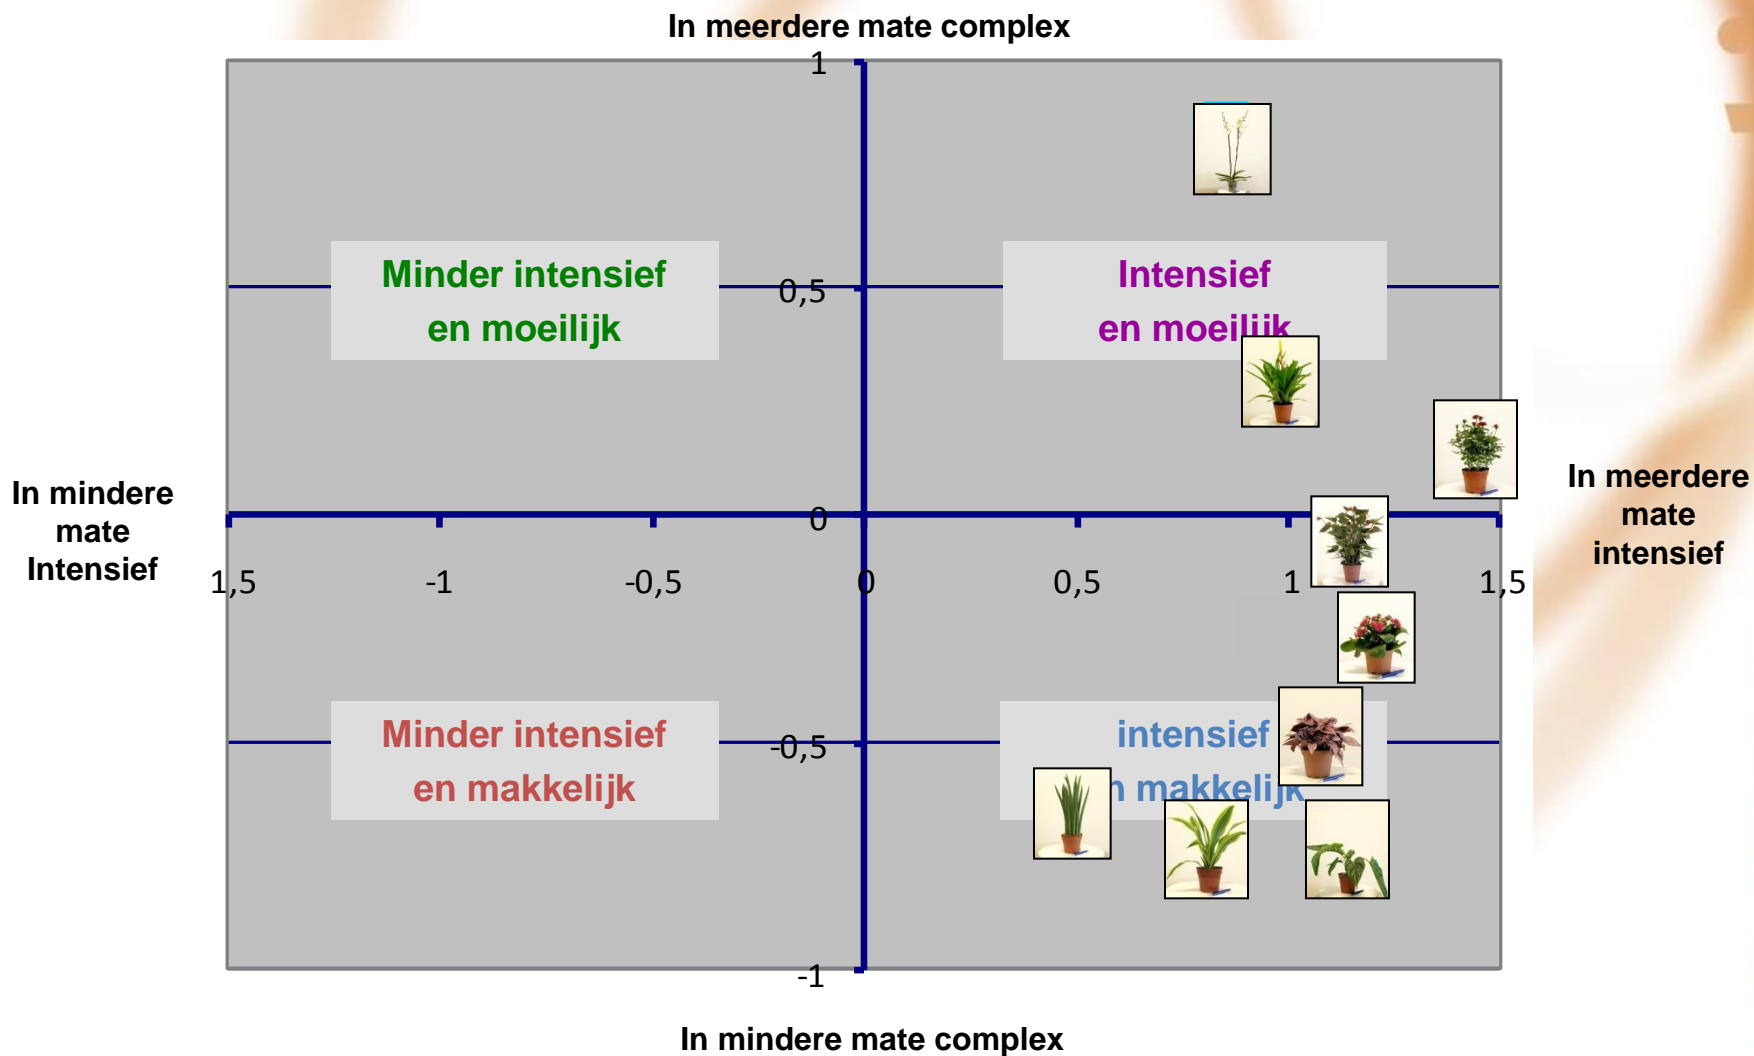 In meerdere mate complex
1
Minder intensief
en moeilijk
Intensief
en moeilijk
0,5
In mindere
mate
Intensief
In meerdere
mate
intensief
0
1,5
-1
-0,5
0
0,5
1
1,5
Minder intensief
en makkelijk
intensief
makkelijk
-0,5
-1
In mindere mate complex